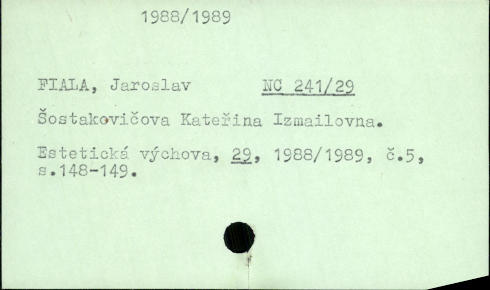 1988/1989
FIALA, Jaroslav NC 241/29
Šostakovičova Kateřina Izmailovna.
Estetická výchova, 29, 1988/1989, č.5,
s.148-149.